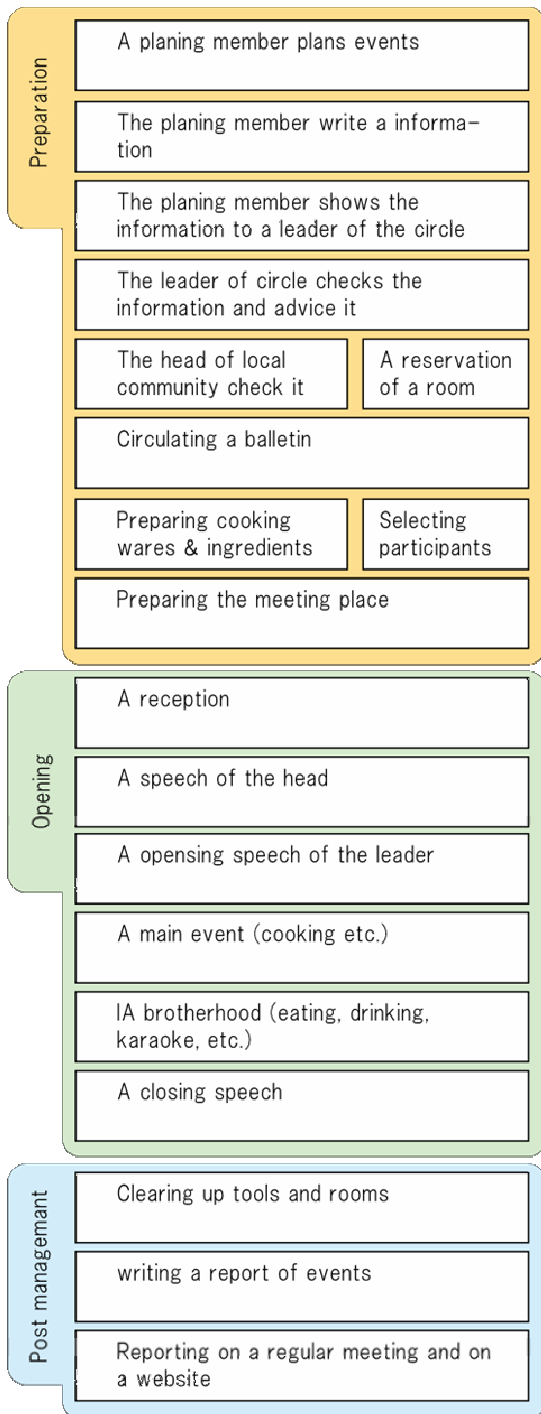 Preparation
A planing member plans events
The planing member write a informa-
tion
The planing member shows the
information to a leader of the circle
The leader of circle checks the
information and advice it
The head of local
community check it
A reservation
of a room
Circulating a balletin
Preparing cooking
wares & ingredients
Selecting
participants
Preparing the meeting place
Opening
A reception
A speech of the head
A opensing speech of the leader
A main event (cooking etc.)
IA brotherhood (eating, drinking,
karaoke, etc.)
A closing speech
Post managemant
Clearing up tools and rooms
writing a report of events
Reporting on a regular meeting and on
a website